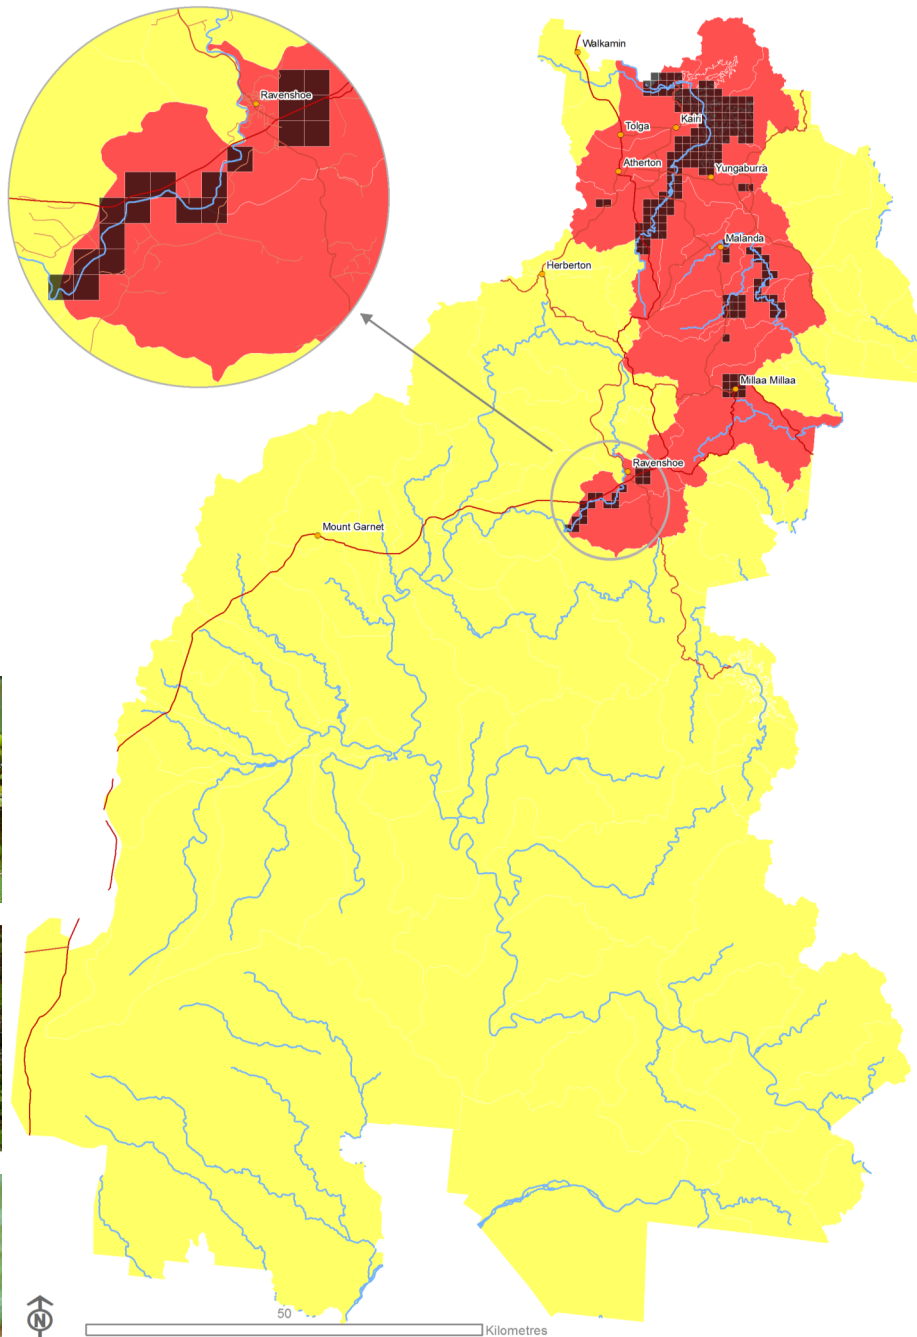 Walkamin
Ravenshoe
Kairi
Tolga
Atherton
Yungaburra
Malanda
Herberton
Millaa Millaa
Ravenshoe
Mount Garnet
N
50
Kilometres